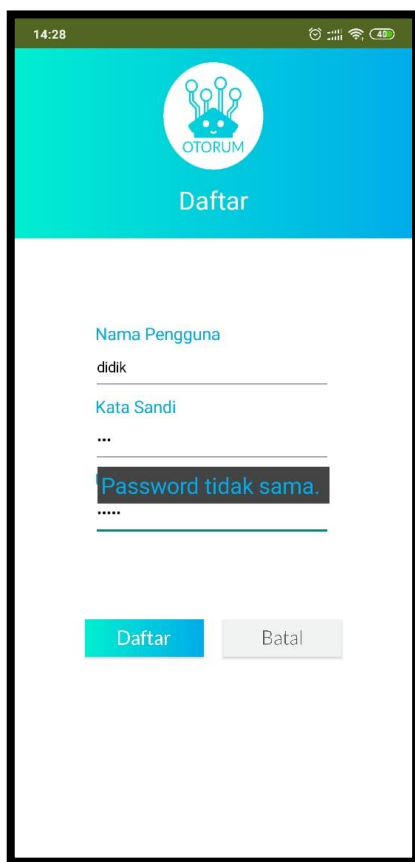 14:28
40
OTORUM
Daftar
Nama Pengguna
didik
Kata Sandi
•••
Password tidak sama.
•••••
Daftar
Batal